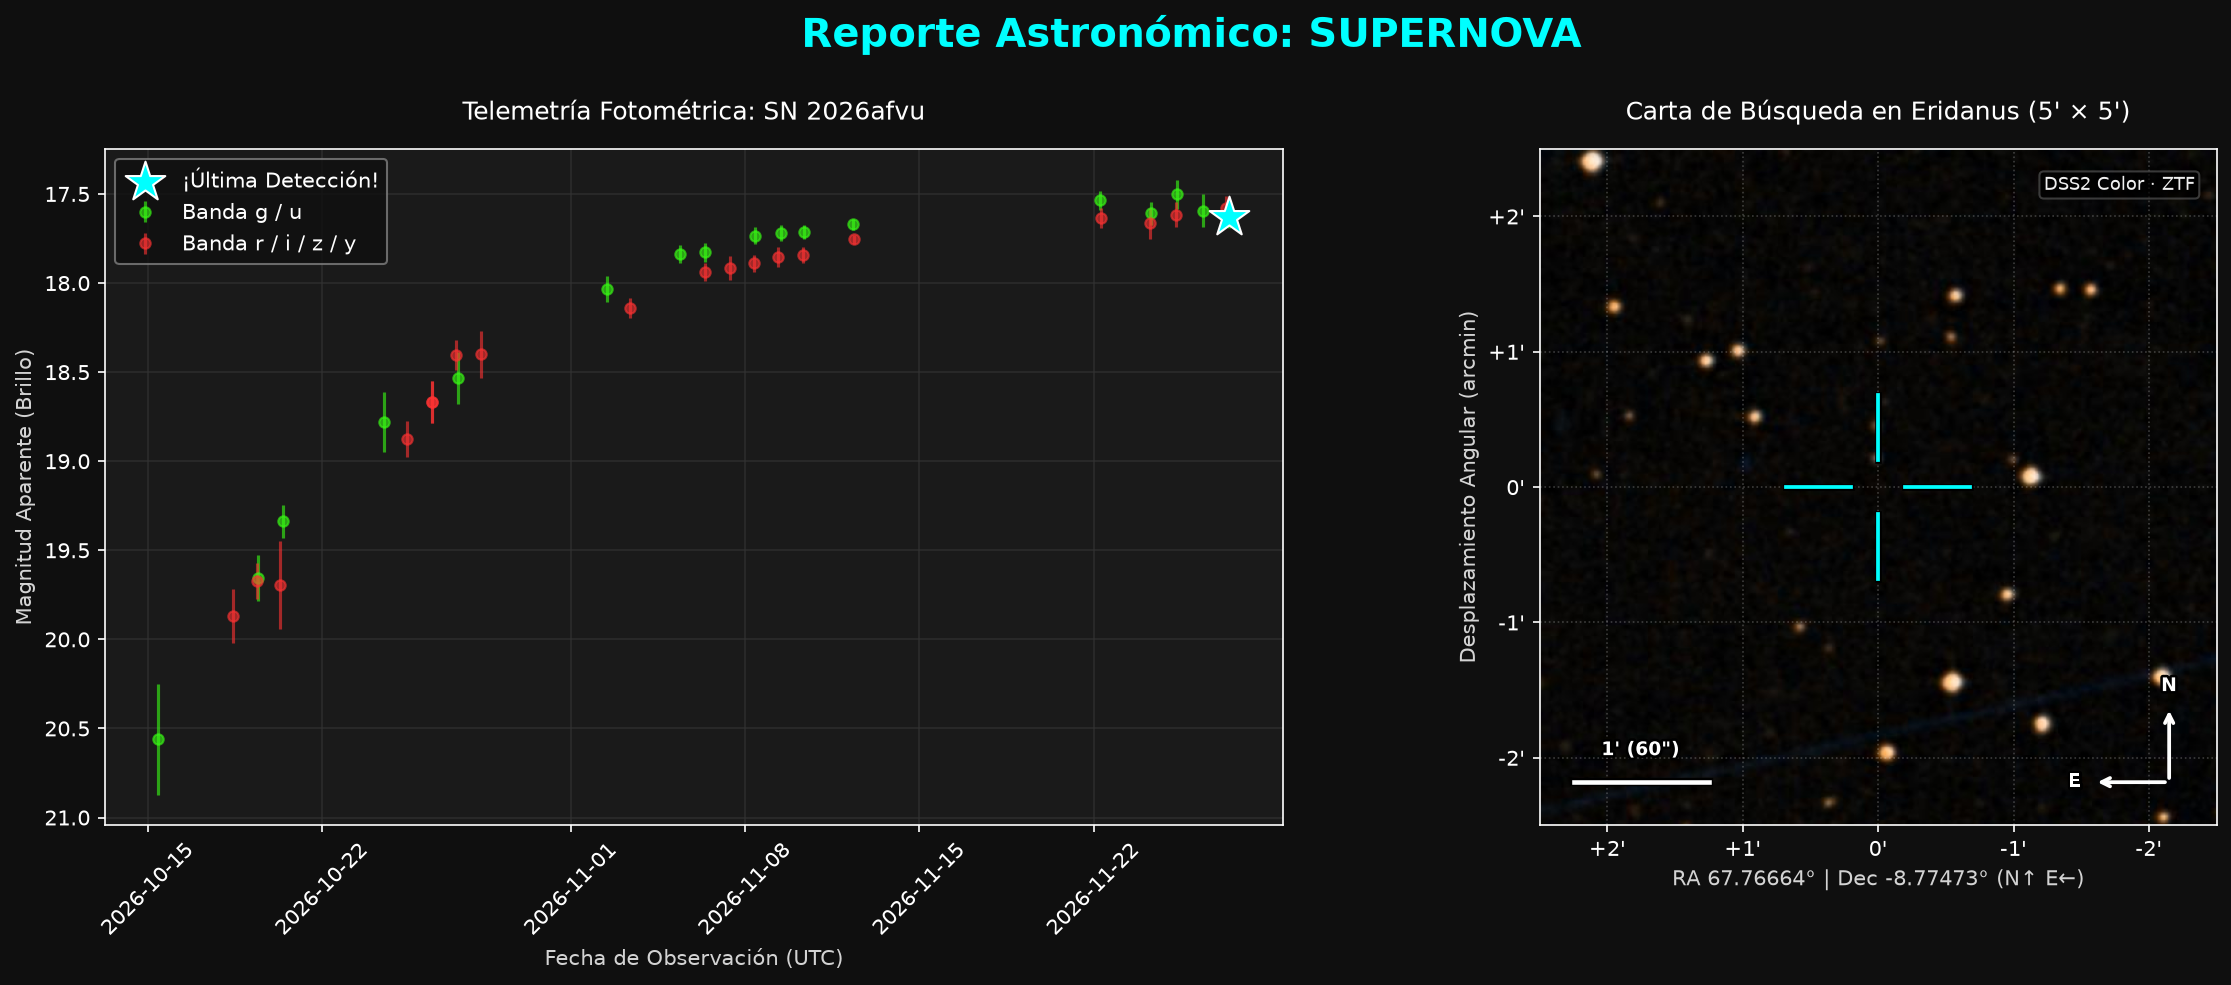 Reporte Astronómico: SUPERNOVA
Telemetría Fotométrica: SN 2026afvu
¡Última Detección!
Banda g / u
Banda r / i / z / y
Magnitud Aparente (Brillo)
17.5
18.0
18.5
19.0
19.5
20.0
20.5
21.0
2026-10-15
2026-10-22
2026-11-01
2026-11-08
2026-11-15
2026-11-22
Fecha de Observación (UTC)
Carta de Búsqueda en Eridanus (5' × 5')
DSS2 Color · ZTF
Desplazamiento Angular (arcmin)
+2'
+1'
0'
-1'
-2'
N
1' (60")
E
+2'
+1'
0'
-1'
-2'
RA 67.76664° | Dec -8.77473° (N↑ E←)